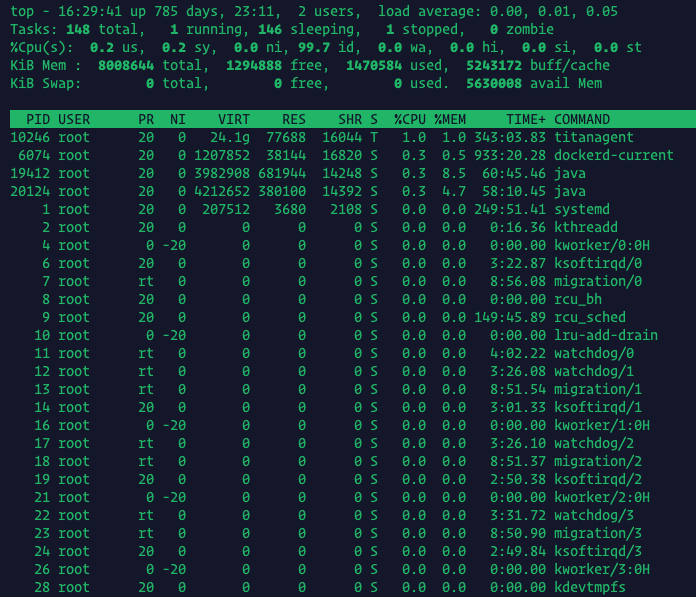 top - 16:29:41 up 785 days, 23:11,  2 users,  load average: 0.00, 0.01, 0.05
Tasks: 148 total,   1 running, 146 sleeping,   1 stopped,   0 zombie
%Cpu(s):  0.2 us,  0.2 sy,  0.0 ni, 99.7 id,  0.0 wa,  0.0 hi,  0.0 si,  0.0 st
KiB Mem :  8008644 total,  1294888 free,  1470584 used,  5243172 buff/cache
KiB Swap:        0 total,        0 free,        0 used.  5630008 avail Mem
  PID USER      PR  NI    VIRT    RES    SHR S  %CPU %MEM     TIME+ COMMAND
10246 root      20   0   24.1g  77688  16044 T   1.0  1.0 343:03.83 titanagent
 6074 root      20   0 1207852  38144  16820 S   0.3  0.5 933:20.28 dockerd-current
19412 root      20   0 3982908 681944  14248 S   0.3  8.5  60:45.46 java
20124 root      20   0 4212652 380100  14392 S   0.3  4.7  58:10.45 java
    1 root      20   0  207512   3680   2108 S   0.0  0.0 249:51.41 systemd
    2 root      20   0       0      0      0 S   0.0  0.0   0:16.36 kthreadd
    4 root       0 -20       0      0      0 S   0.0  0.0   0:00.00 kworker/0:0H
    6 root      20   0       0      0      0 S   0.0  0.0   3:22.87 ksoftirqd/0
    7 root      rt   0       0      0      0 S   0.0  0.0   8:56.08 migration/0
    8 root      20   0       0      0      0 S   0.0  0.0   0:00.00 rcu_bh
    9 root      20   0       0      0      0 S   0.0  0.0 149:45.89 rcu_sched
   10 root       0 -20       0      0      0 S   0.0  0.0   0:00.00 lru-add-drain
   11 root      rt   0       0      0      0 S   0.0  0.0   4:02.22 watchdog/0
   12 root      rt   0       0      0      0 S   0.0  0.0   3:26.08 watchdog/1
   13 root      rt   0       0      0      0 S   0.0  0.0   8:51.54 migration/1
   14 root      20   0       0      0      0 S   0.0  0.0   3:01.33 ksoftirqd/1
   16 root       0 -20       0      0      0 S   0.0  0.0   0:00.00 kworker/1:0H
   17 root      rt   0       0      0      0 S   0.0  0.0   3:26.10 watchdog/2
   18 root      rt   0       0      0      0 S   0.0  0.0   8:51.37 migration/2
   19 root      20   0       0      0      0 S   0.0  0.0   2:50.38 ksoftirqd/2
   21 root       0 -20       0      0      0 S   0.0  0.0   0:00.00 kworker/2:0H
   22 root      rt   0       0      0      0 S   0.0  0.0   3:31.72 watchdog/3
   23 root      rt   0       0      0      0 S   0.0  0.0   8:50.90 migration/3
   24 root      20   0       0      0      0 S   0.0  0.0   2:49.84 ksoftirqd/3
   26 root       0 -20       0      0      0 S   0.0  0.0   0:00.00 kworker/3:0H
   28 root      20   0       0      0      0 S   0.0  0.0   0:00.00 kdevtmpfs